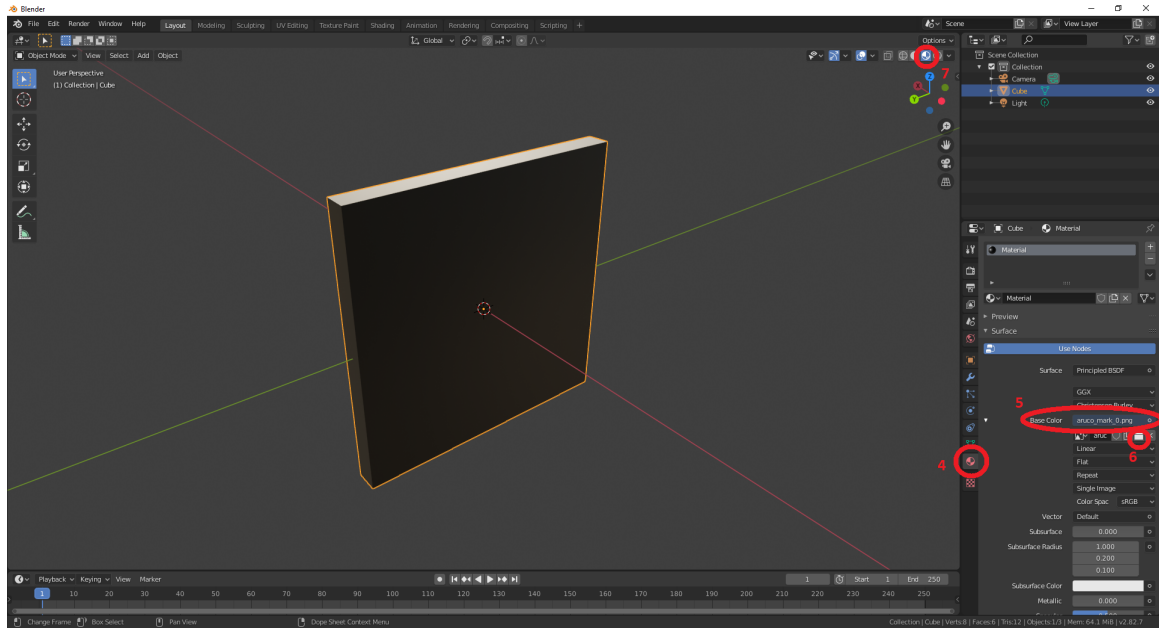 Blender
File Edit Render Window Help Layout Modeling Sculpting UV Editing Texture Paint Shading Animation Rendering Compositing Scripting + Scene View Layer
Global Options
Object Mode View Select Add Object
7
User Perspective
(1) Collection | Cube
Z
X
Y
Scene Collection
Collection
Camera
Cube
Light
Cube Material
Material
Material
Preview
Surface
Use Nodes
Surface Principled BSDF
GGX
Christensen-Burley
5
Base Color aruco_mark_0.png
aruc
6
Linear
4
Flat
Repeat
Single Image
Color Spac sRGB
Vector Default
Subsurface 0.000
Subsurface Radius 1.000
0.200
0.100
Subsurface Color
Metallic 0.000
Playback Keying View Marker 1 Start 1 End 250
1 10 20 30 40 50 60 70 80 90 100 110 120 130 140 150 160 170 180 190 200 210 220 230 240 250
Change Frame Box Select Pan View Dope Sheet Context Menu Collection | Cube | Verts:8 | Faces:6 | Tris:12 | Objects:1/3 | Mem: 64.1 MiB | v2.82.7